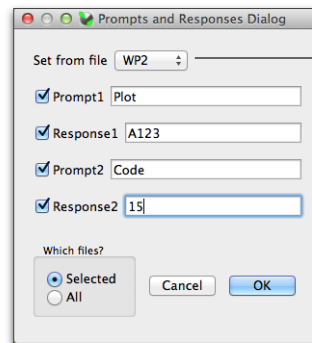 Prompts and Responses Dialog
Set from file WP2
Prompt1 Plot
Response1 A123
Prompt2 Code
Response2 15
Which files?
Selected
All
Cancel OK